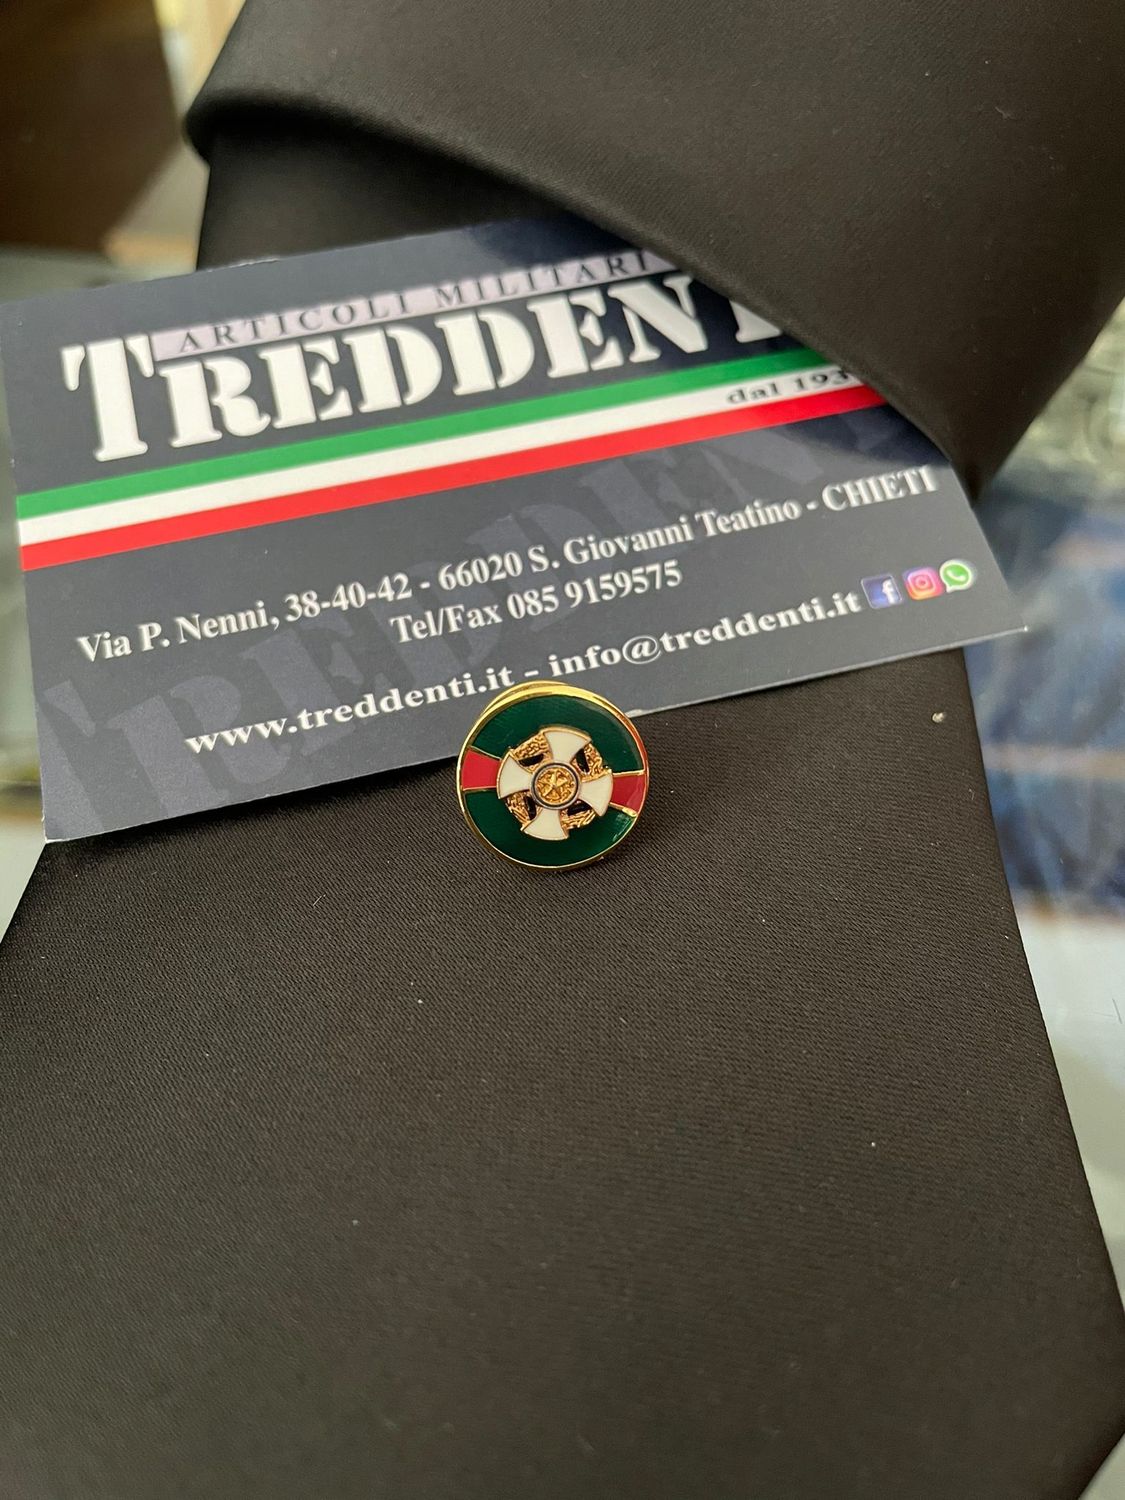 ARTICOLI MILITARI
TREDDEN
dal 193
Via P. Nenni, 38-40-42 - 66020 S. Giovanni Teatino - CHIETI
Tel/Fax 085 9159575
www.treddenti.it - info@treddenti.it